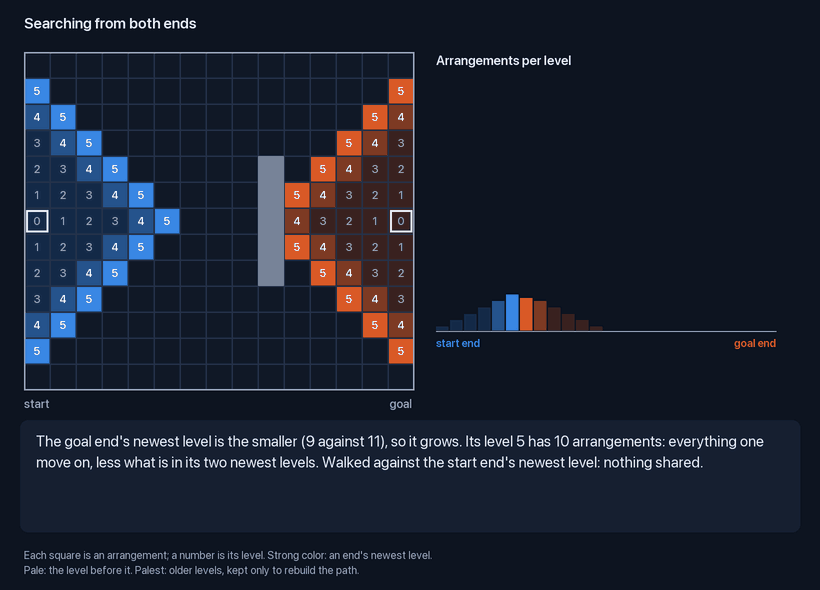 Searching from both ends
Arrangements per level
5 5
4 5 5 4
3 4 5 5 4 3
2 3 4 5 5 4 3 2
1 2 3 4 5 5 4 3 2 1
0 1 2 3 4 5 4 3 2 1 0
1 2 3 4 5 5 4 3 2 1
2 3 4 5 5 4 3 2
3 4 5 5 4 3
4 5 5 4
5 5
start end
goal end
start
goal
The goal end's newest level is the smaller (9 against 11), so it grows. Its level 5 has 10 arrangements: everything one
move on, less what is in its two newest levels. Walked against the start end's newest level: nothing shared.
Each square is an arrangement; a number is its level. Strong color: an end's newest level.
Pale: the level before it. Palest: older levels, kept only to rebuild the path.